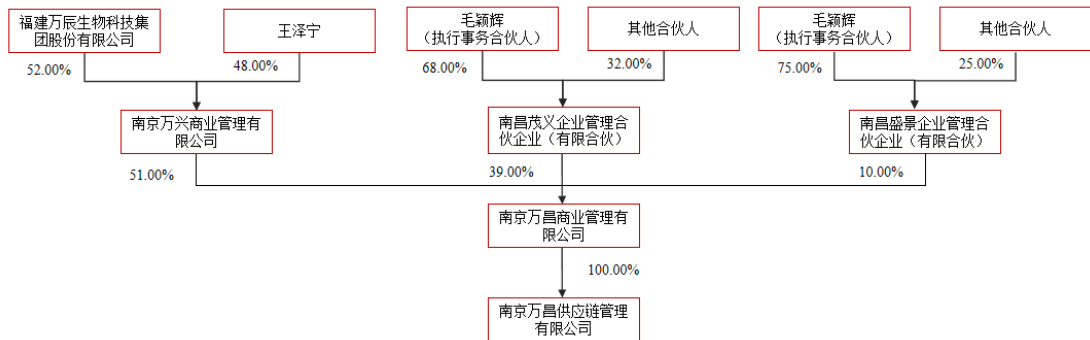 福建万辰生物科技集
团股份有限公司
王泽宁
毛颖辉
（执行事务合伙人）
其他合伙人
毛颖辉
（执行事务合伙人）
其他合伙人
52.00%
48.00%
68.00%
32.00%
75.00%
25.00%
南京万兴商业管理有
限公司
南昌茂义企业管理合
伙企业（有限合伙）
南昌盛景企业管理合
伙企业（有限合伙）
51.00%
39.00%
10.00%
南京万昌商业管理有
限公司
100.00%
南京万昌供应链管理
有限公司